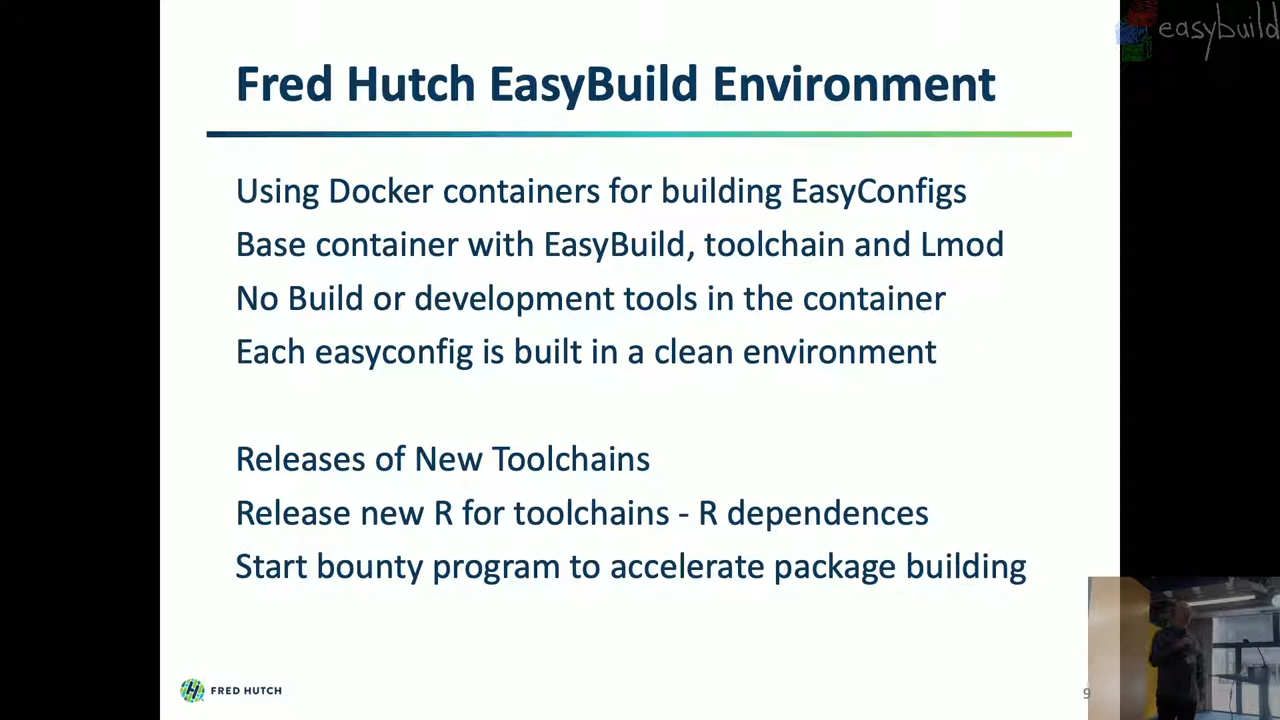 easybuild
Fred Hutch EasyBuild Environment
Using Docker containers for building EasyConfigs
Base container with EasyBuild, toolchain and Lmod
No Build or development tools in the container
Each easyconfig is built in a clean environment
Releases of New Toolchains
Release new R for toolchains - R dependences
Start bounty program to accelerate package building
FRED HUTCH
9